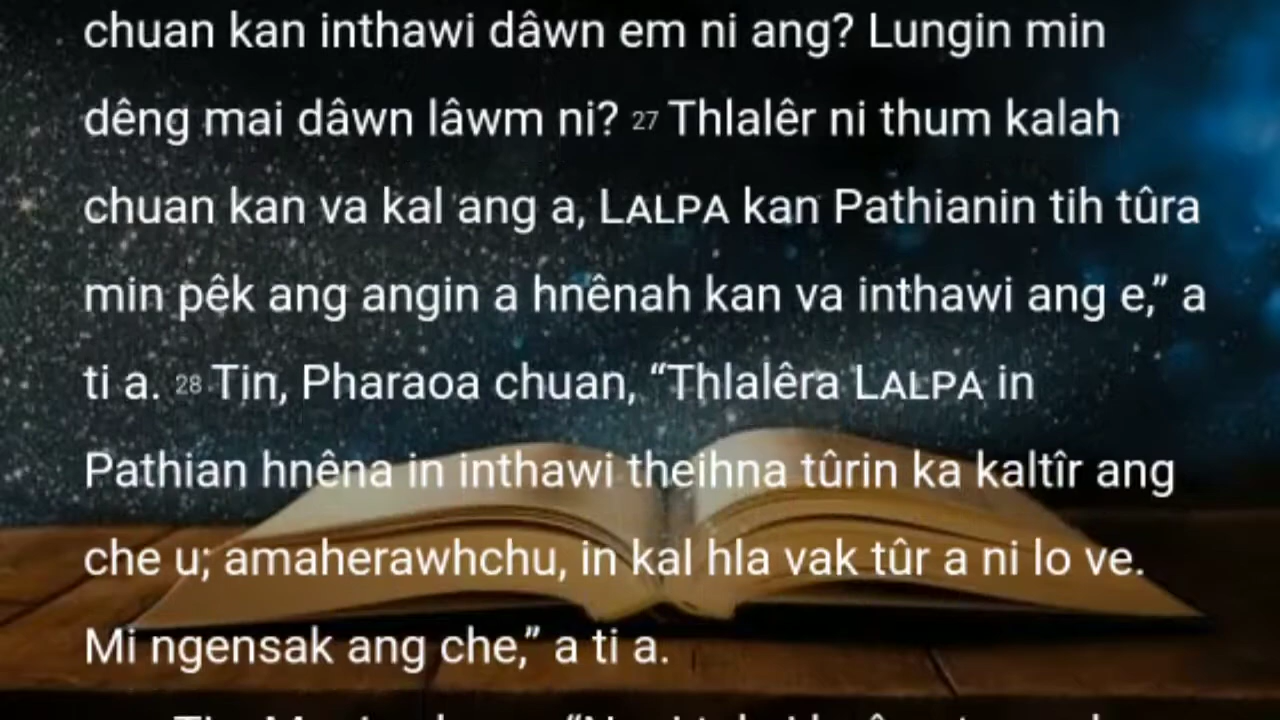 chuan kan inthawi dâwn em ni ang? Lungin min
dêng mai dâwn lâwm ni? 27 Thlalêr ni thum kalah
chuan kan va kal ang a, LALPA kan Pathianin tih tûra
min pêk ang angin a hnênah kan va inthawi ang e,” a
ti a. 28 Tin, Pharaoa chuan, “Thlalêra LALPA in
Pathian hnêna in inthawi theihna tûrin ka kaltîr ang
che u; amaherawhchu, in kal hla vak tûr a ni lo ve.
Mi ngensak ang che,” a ti a.